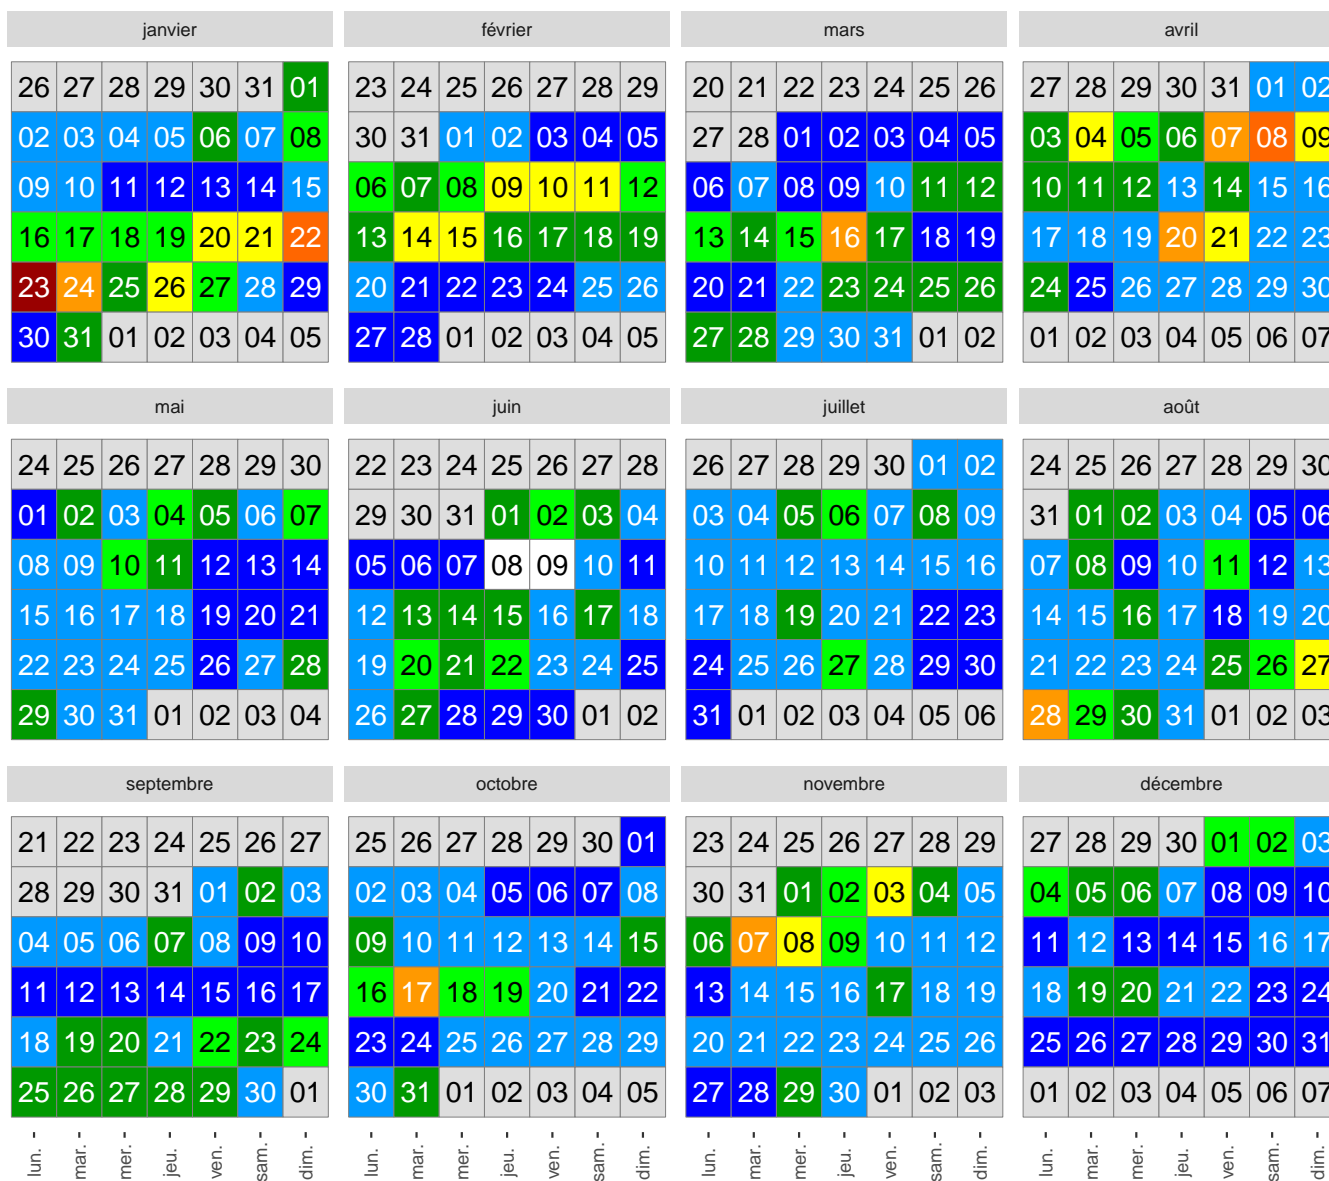 janvier février mars avril
26 27 28 29 30 31 01 23 24 25 26 27 28 29 20 21 22 23 24 25 26 27 28 29 30 31 01 02
02 03 04 05 06 07 08 30 31 01 02 03 04 05 27 28 01 02 03 04 05 03 04 05 06 07 08 09
09 10 11 12 13 14 15 06 07 08 09 10 11 12 06 07 08 09 10 11 12 10 11 12 13 14 15 16
16 17 18 19 20 21 22 13 14 15 16 17 18 19 13 14 15 16 17 18 19 17 18 19 20 21 22 23
23 24 25 26 27 28 29 20 21 22 23 24 25 26 20 21 22 23 24 25 26 24 25 26 27 28 29 30
30 31 01 02 03 04 05 27 28 01 02 03 04 05 27 28 29 30 31 01 02 01 02 03 04 05 06 07
mai juin juillet août
24 25 26 27 28 29 30 22 23 24 25 26 27 28 26 27 28 29 30 01 02 24 25 26 27 28 29 30
01 02 03 04 05 06 07 29 30 31 01 02 03 04 03 04 05 06 07 08 09 31 01 02 03 04 05 06
08 09 10 11 12 13 14 05 06 07 08 09 10 11 10 11 12 13 14 15 16 07 08 09 10 11 12 13
15 16 17 18 19 20 21 12 13 14 15 16 17 18 17 18 19 20 21 22 23 14 15 16 17 18 19 20
22 23 24 25 26 27 28 19 20 21 22 23 24 25 24 25 26 27 28 29 30 21 22 23 24 25 26 27
29 30 31 01 02 03 04 26 27 28 29 30 01 02 31 01 02 03 04 05 06 28 29 30 31 01 02 03
septembre octobre novembre décembre
21 22 23 24 25 26 27 25 26 27 28 29 30 01 23 24 25 26 27 28 29 27 28 29 30 01 02 03
28 29 30 31 01 02 03 02 03 04 05 06 07 08 30 31 01 02 03 04 05 04 05 06 07 08 09 10
04 05 06 07 08 09 10 09 10 11 12 13 14 15 06 07 08 09 10 11 12 11 12 13 14 15 16 17
11 12 13 14 15 16 17 16 17 18 19 20 21 22 13 14 15 16 17 18 19 18 19 20 21 22 23 24
18 19 20 21 22 23 24 23 24 25 26 27 28 29 20 21 22 23 24 25 26 25 26 27 28 29 30 31
25 26 27 28 29 30 01 30 31 01 02 03 04 05 27 28 29 30 01 02 03 01 02 03 04 05 06 07
lun. mar. mer. jeu. ven. sam. dim. lun. mar. mer. jeu. ven. sam. dim. lun. mar. mer. jeu. ven. sam. dim. lun. mar. mer. jeu. ven. sam. dim.